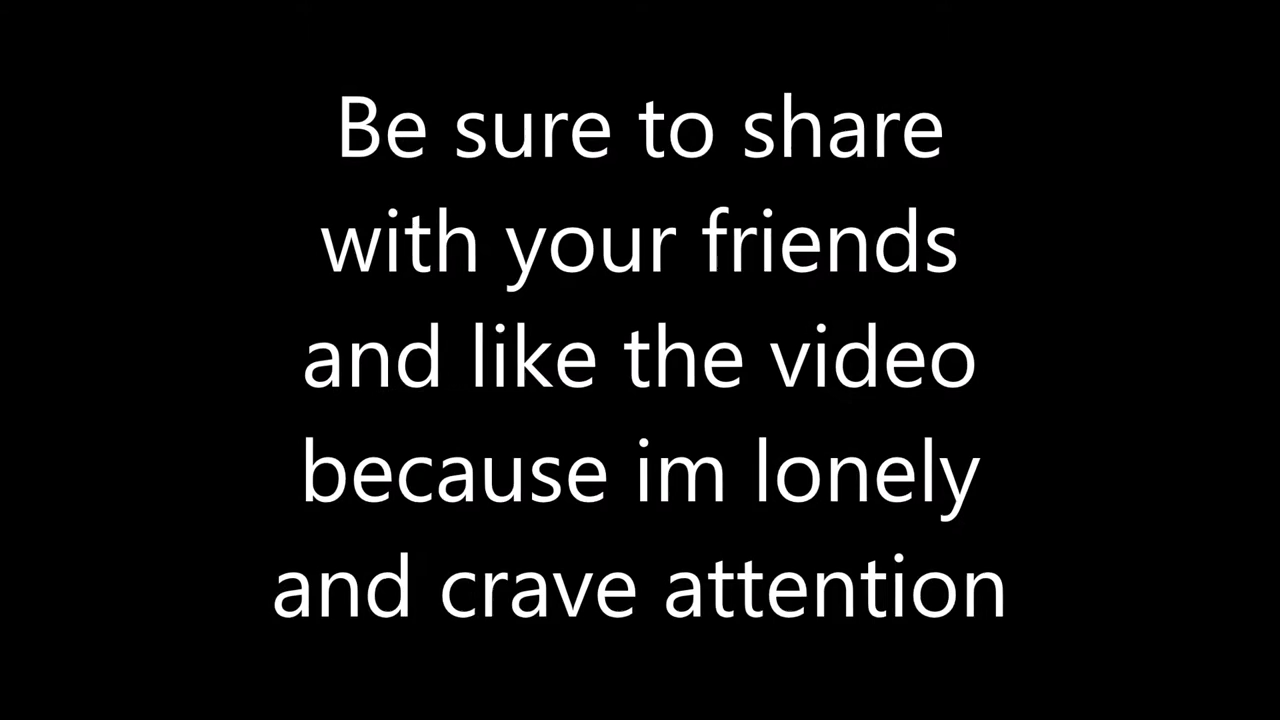 Be sure to share
with your friends
and like the video
because im lonely
and crave attention